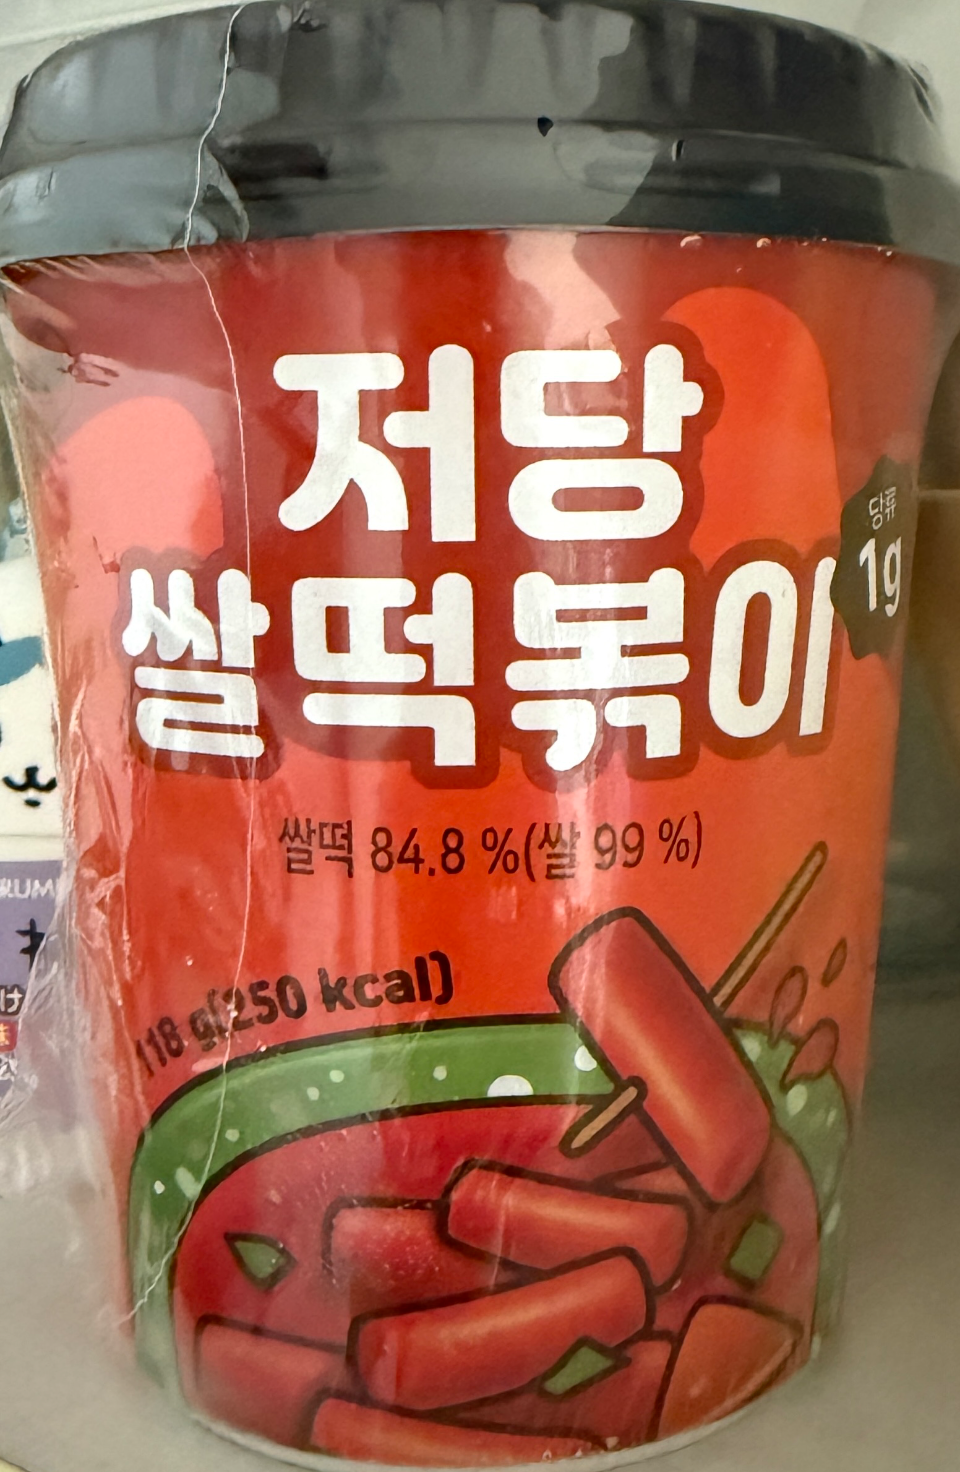 저당
쌀떡볶이
당류
1g
쌀떡 84.8 %(쌀 99 %)
118 g(250 kcal)